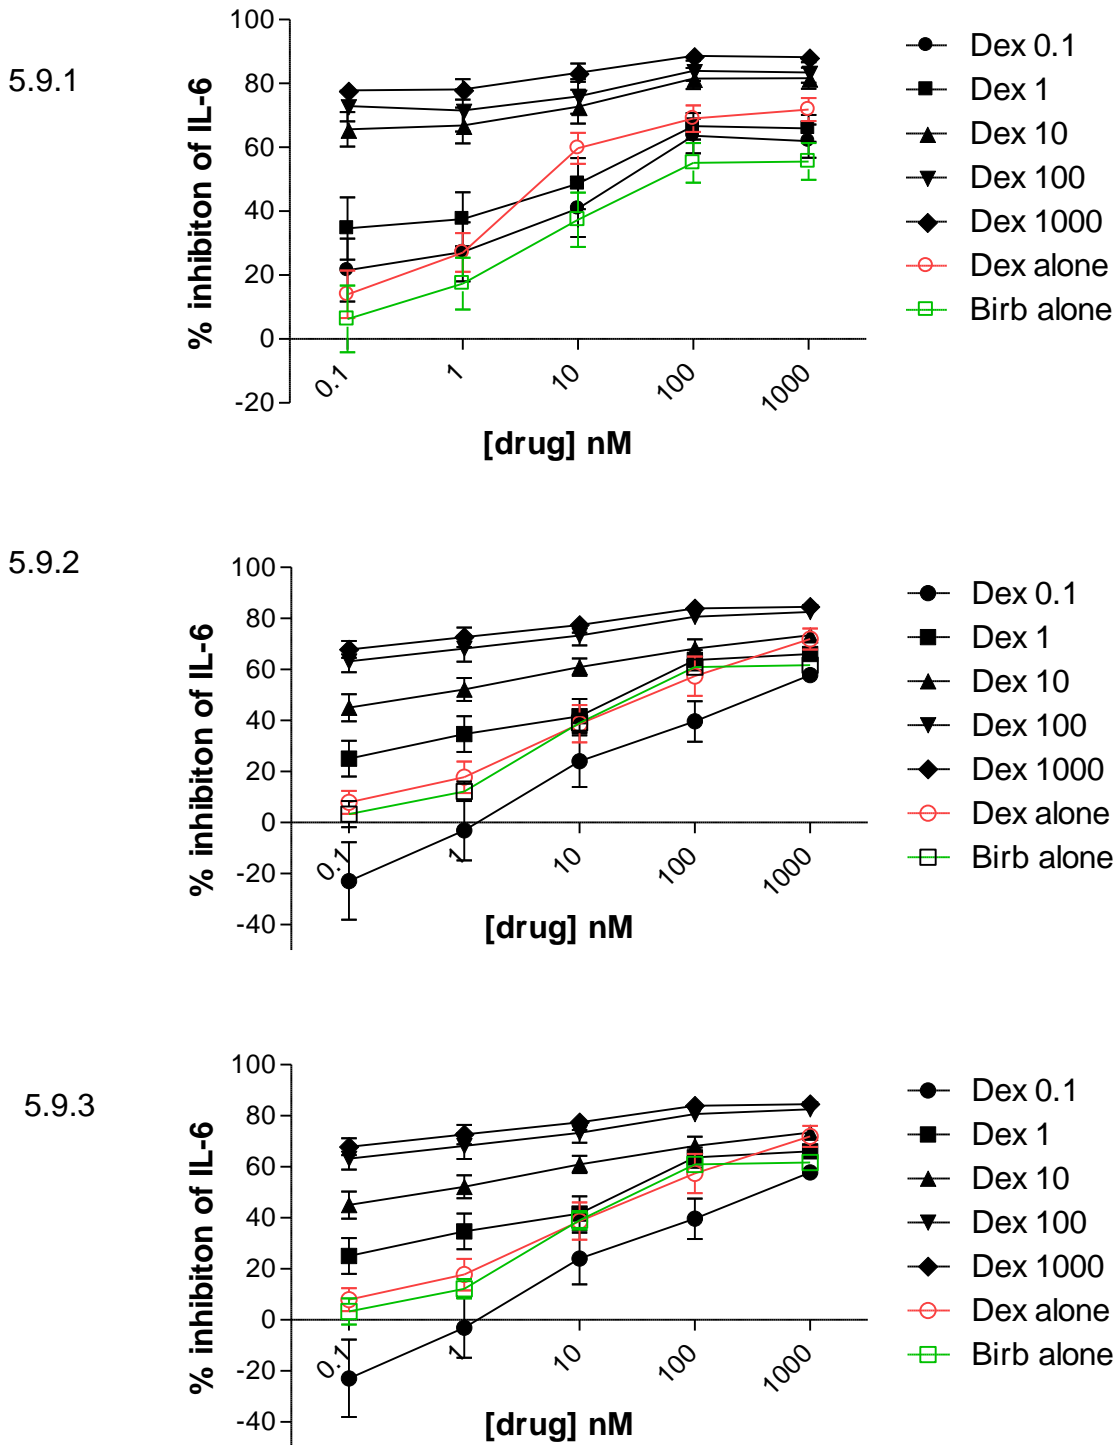 5.9.1
% inhibiton of IL-6
100
80
60
40
20
0
-20
0.1
1
10
100
1000
[drug] nM
Dex 0.1
Dex 1
Dex 10
Dex 100
Dex 1000
Dex alone
Birb alone
5.9.2
% inhibiton of IL-6
100
80
60
40
20
0
-20
-40
0.1
1
10
100
1000
[drug] nM
Dex 0.1
Dex 1
Dex 10
Dex 100
Dex 1000
Dex alone
Birb alone
5.9.3
% inhibiton of IL-6
100
80
60
40
20
0
-20
-40
0.1
1
10
100
1000
[drug] nM
Dex 0.1
Dex 1
Dex 10
Dex 100
Dex 1000
Dex alone
Birb alone